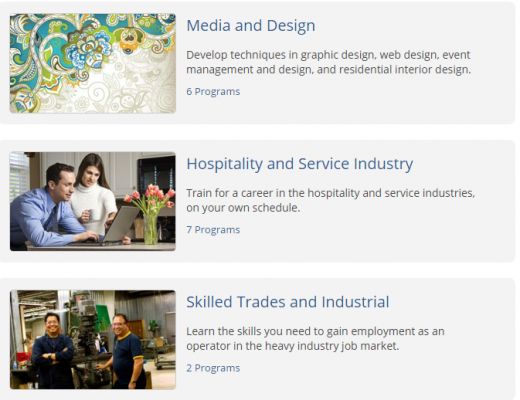 Media and Design
Develop techniques in graphic design, web design, event
management and design, and residential interior design.
6 Programs
Hospitality and Service Industry
Train for a career in the hospitality and service industries,
on your own schedule.
7 Programs
Skilled Trades and Industrial
Learn the skills you need to gain employment as an
operator in the heavy industry job market.
2 Programs